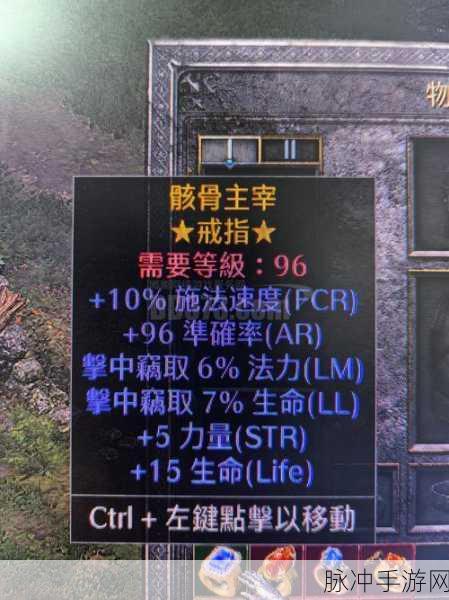 物
I
II
骸骨主宰
★戒指★
需要等級：96
+10% 施法速度(FCR)
+96 準確率(AR)
擊中竊取 6% 法力(LM)
擊中竊取 7% 生命(LL)
+5 力量(STR)
+15 生命(Life)
Ctrl + 左鍵點擊以移動
脉冲手游网